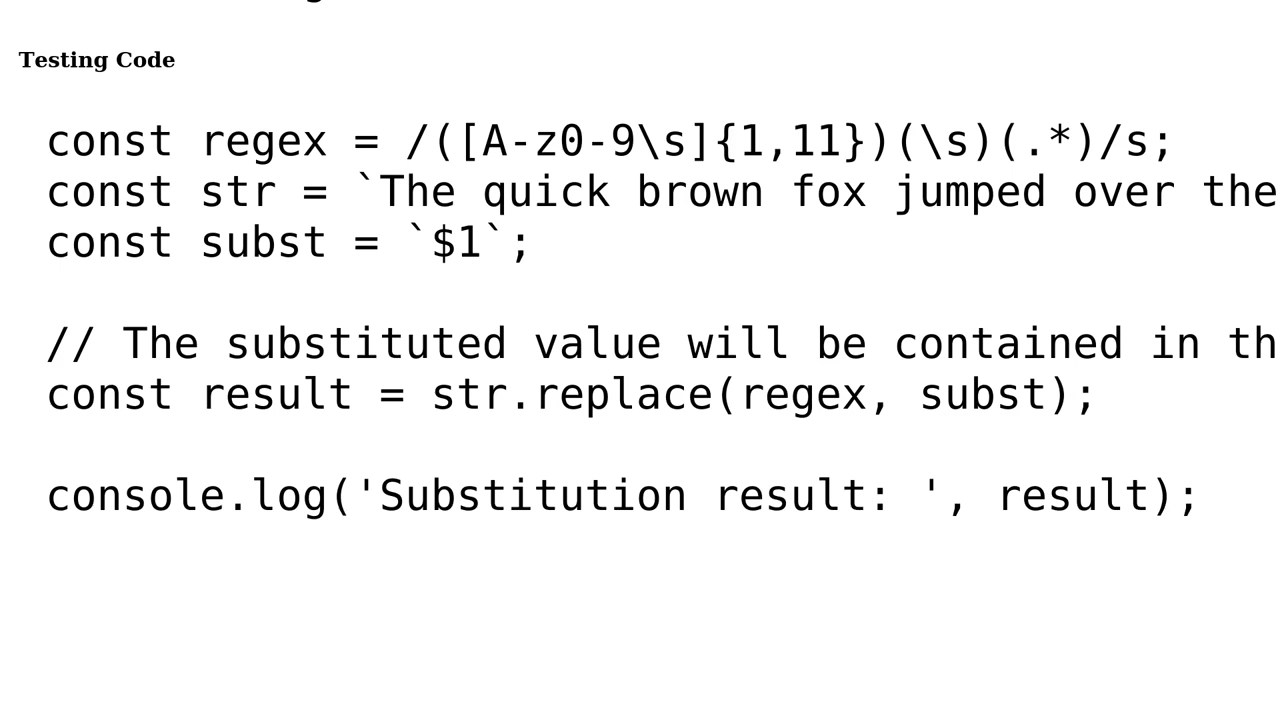 Testing Code
const regex = /([A-z0-9\s]{1,11})(\s)(.*)/s;
const str = `The quick brown fox jumped over the
const subst = `$1`;
// The substituted value will be contained in th
const result = str.replace(regex, subst);
console.log('Substitution result: ', result);